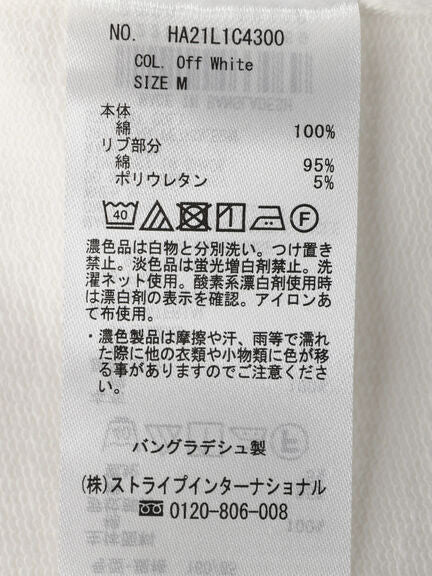 NO. HA21L1C4300
COL. Off White
SIZE M
本体
綿 100%
リブ部分
綿 95%
ポリウレタン 5%
40
F
濃色品は白物と分別洗い。つけ置き
禁止。淡色品は蛍光増白剤禁止。洗
濯ネット使用。酸素系漂白剤使用時
は漂白剤の表示を確認。アイロンあ
て布使用。
・濃色製品は摩擦や汗、雨等で濡れ
た際に他の衣類や小物類に色が移
る事がありますのでご注意くださ
い。
バングラデシュ製
(株)ストライプインターナショナル
0120-806-008